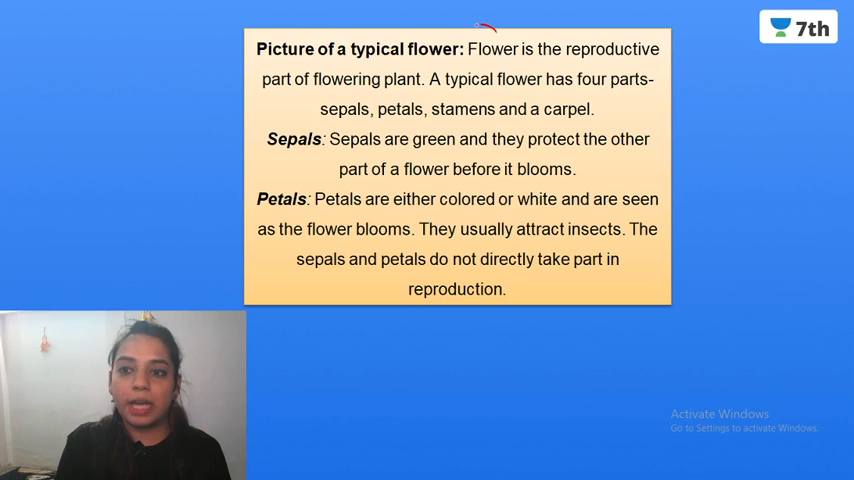 7th
Picture of a typical flower: Flower is the reproductive
part of flowering plant. A typical flower has four parts-
sepals, petals, stamens and a carpel.
Sepals: Sepals are green and they protect the other
part of a flower before it blooms.
Petals: Petals are either colored or white and are seen
as the flower blooms. They usually attract insects. The
sepals and petals do not directly take part in
reproduction.
Activate Windows
Go to Settings to activate Windows.